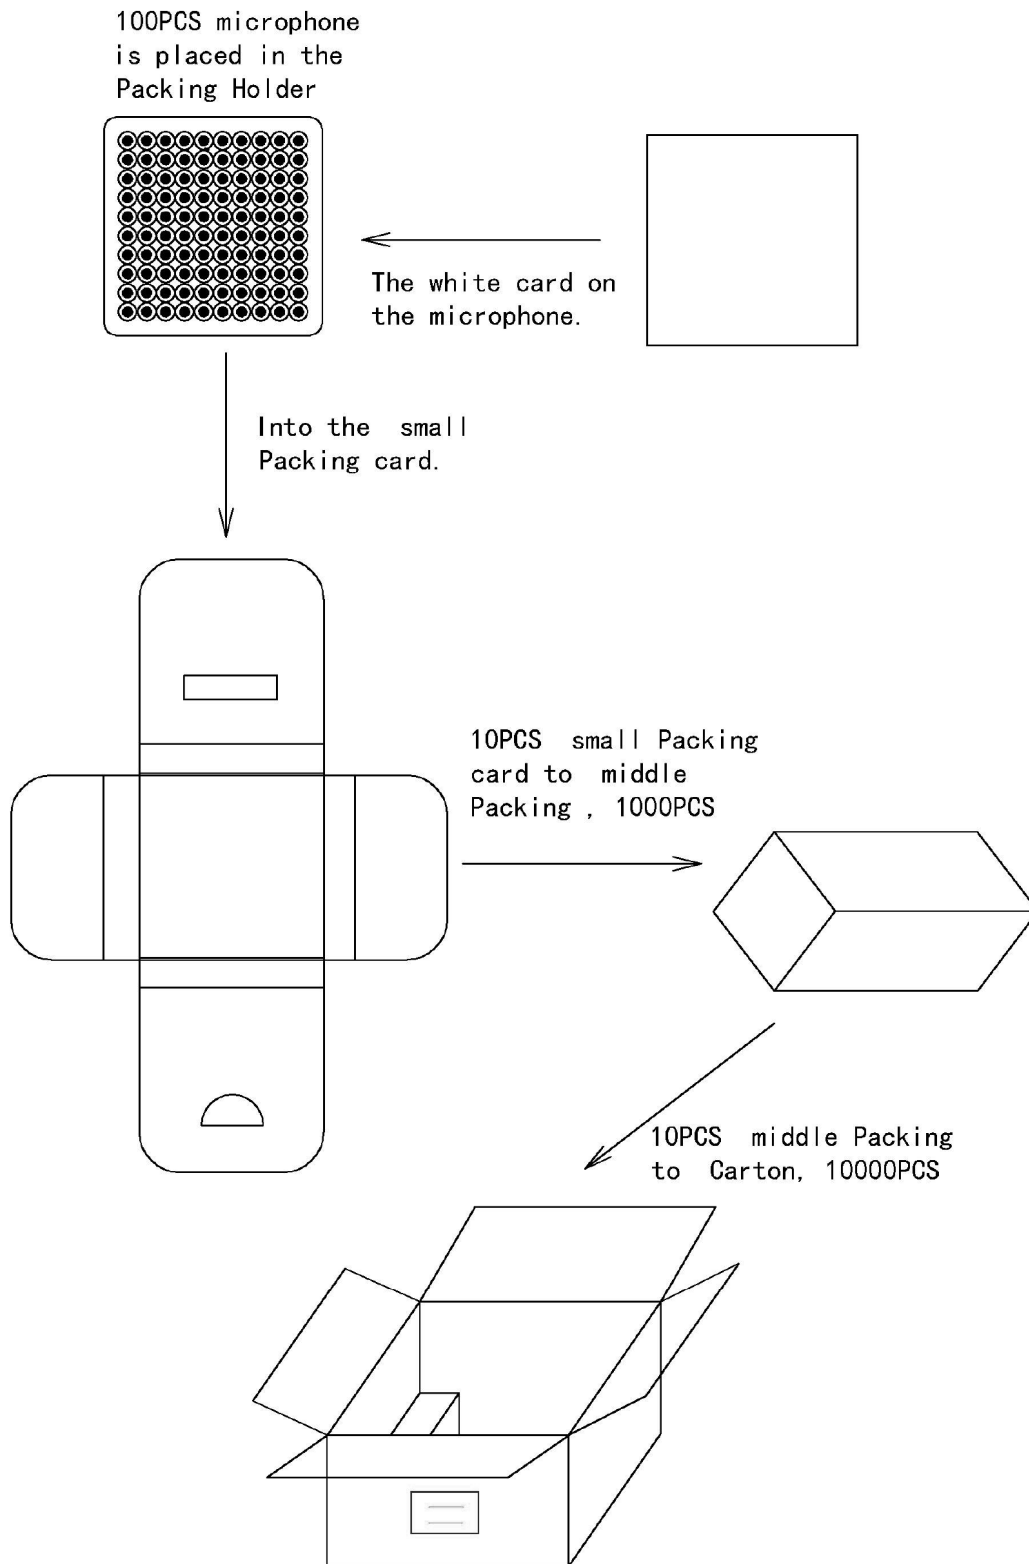 100PCS microphone
is placed in the
Packing Holder
The white card on
the microphone.
Into the small
Packing card.
10PCS small Packing
card to middle
Packing , 1000PCS
10PCS middle Packing
to Carton, 10000PCS